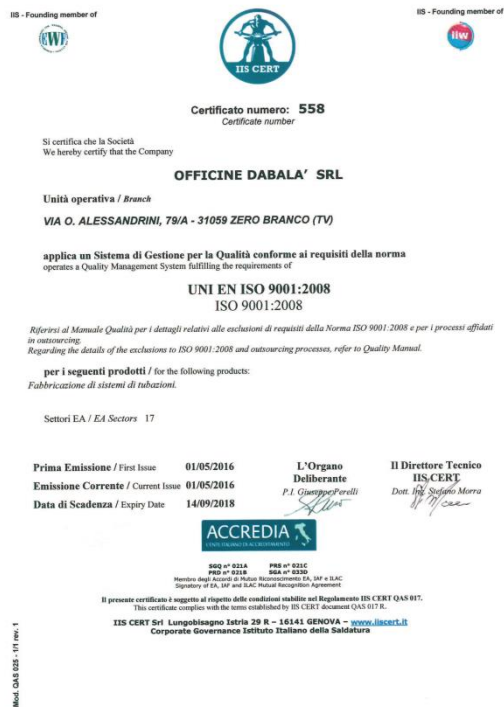 IIS - Founding member of
IIS - Founding member of
EWF
iiw
IIS CERT
Certificato numero: 558
Certificate number
Si certifica che la Società
We hereby certify that the Company
OFFICINE DABALA' SRL
Unità operativa / Branch
VIA O. ALESSANDRINI, 79/A - 31059 ZERO BRANCO (TV)
applica un Sistema di Gestione per la Qualità conforme ai requisiti della norma
operates a Quality Management System fulfilling the requirements of
UNI EN ISO 9001:2008
ISO 9001:2008
Riferirsi al Manuale Qualità per i dettagli relativi alle esclusioni di requisiti della Norma ISO 9001:2008 e per i processi affidati
in outsourcing.
Regarding the details of the exclusions to ISO 9001:2008 and outsourcing processes, refer to Quality Manual.
per i seguenti prodotti / for the following products:
Fabbricazione di sistemi di tubazioni.
Settori EA / EA Sectors 17
Prima Emissione / First Issue 01/05/2016
Emissione Corrente / Current Issue 01/05/2016
Data di Scadenza / Expiry Date 14/09/2018
L'Organo
Deliberante
P.I. Giuseppe Perelli
Il Direttore Tecnico
IIS CERT
Dott. Ing. Stefano Morra
ACCREDIA
L'ENTE ITALIANO DI ACCREDITAMENTO
SGQ n° 021A PRS n° 021C
PRD n° 021B SGA n° 033D
Membro degli Accordi di Mutuo Riconoscimento EA, IAF e ILAC
Signatory of EA, IAF and ILAC Mutual Recognition Agreement
Il presente certificato è soggetto al rispetto delle condizioni stabilite nel Regolamento IIS CERT QAS 017.
This certificate complies with the terms established by IIS CERT document QAS 017 R.
IIS CERT Srl Lungobisagno Istria 29 R – 16141 GENOVA – www.iiscert.it
Corporate Governance Istituto Italiano della Saldatura
Mod. QAS 025 - 1/1 rev. 1